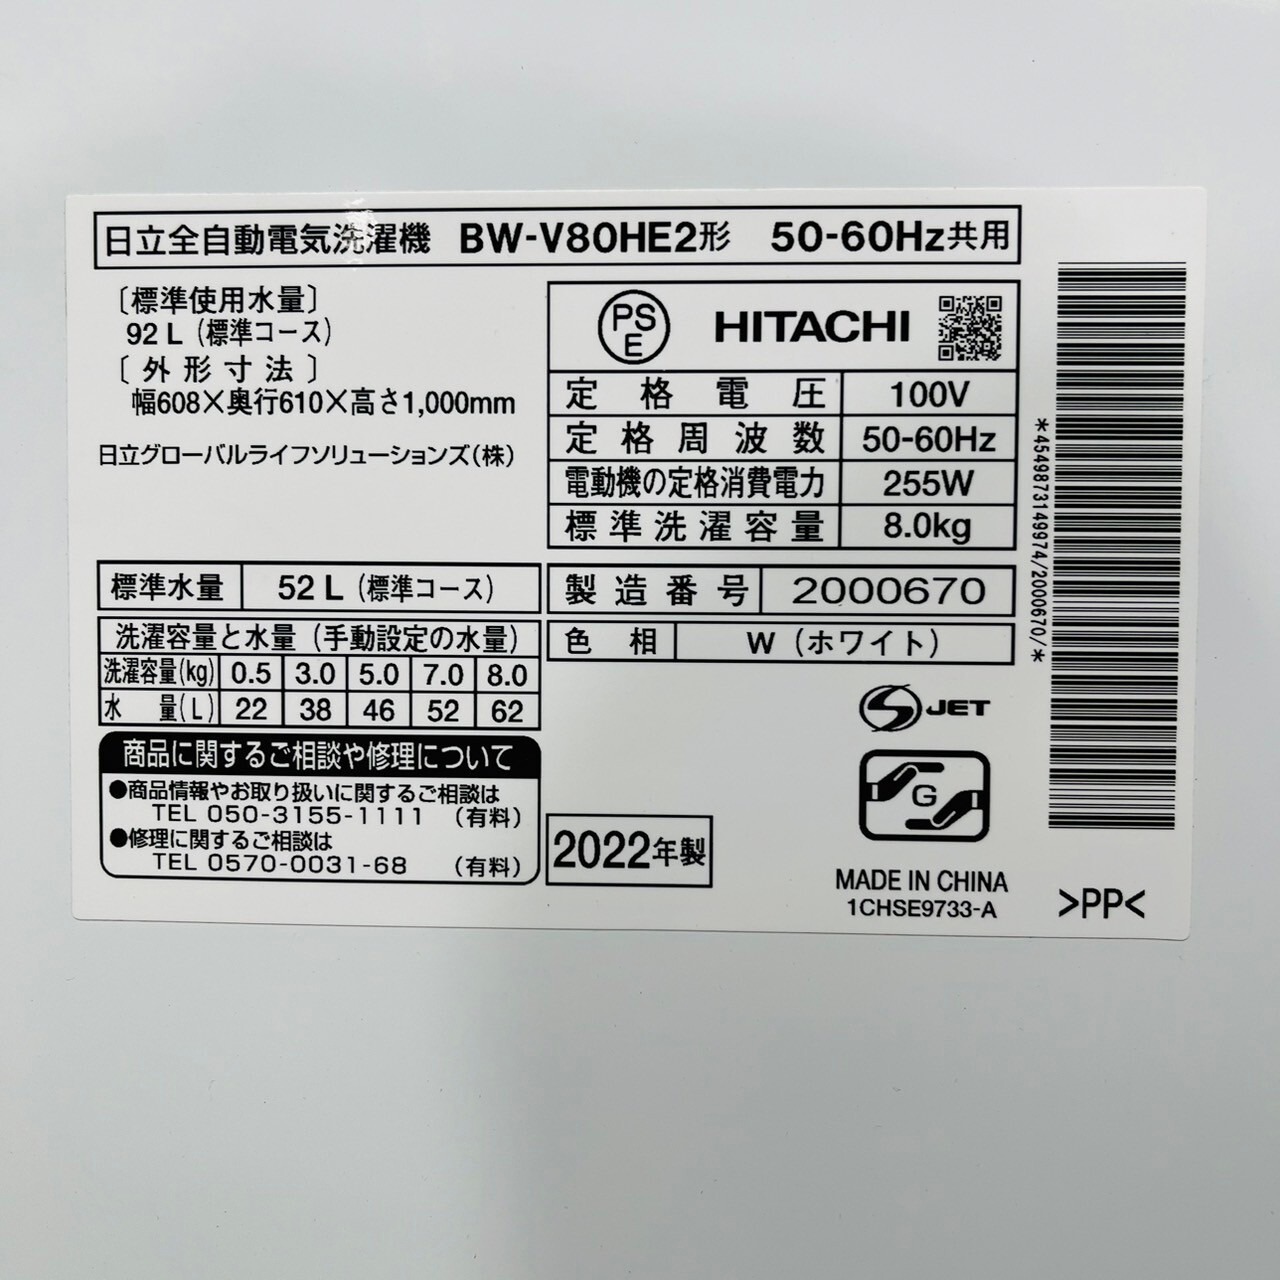 日立全自動電気洗濯機 BW-V80HE2形 50-60Hz共用
〔標準使用水量〕
92 L (標準コース)
〔外形寸法〕
幅608×奥行610×高さ1,000mm
日立グローバルライフソリューションズ(株)
PS
E
HITACHI
定格電圧 100V
定格周波数 50-60Hz
電動機の定格消費電力 255W
標準洗濯容量 8.0kg
標準水量 52 L (標準コース)
洗濯容量と水量 (手動設定の水量)
洗濯容量(kg) 0.5 3.0 5.0 7.0 8.0
水量(L) 22 38 46 52 62
製造番号 2000670
色相 W (ホワイト)
商品に関するご相談や修理について
●商品情報やお取り扱いに関するご相談は
TEL 050-3155-1111 (有料)
●修理に関するご相談は
TEL 0570-0031-68 (有料)
2022年製
S JET
G
MADE IN CHINA
1CHSE9733-A
*4549873149974/2000670/*
>PP<